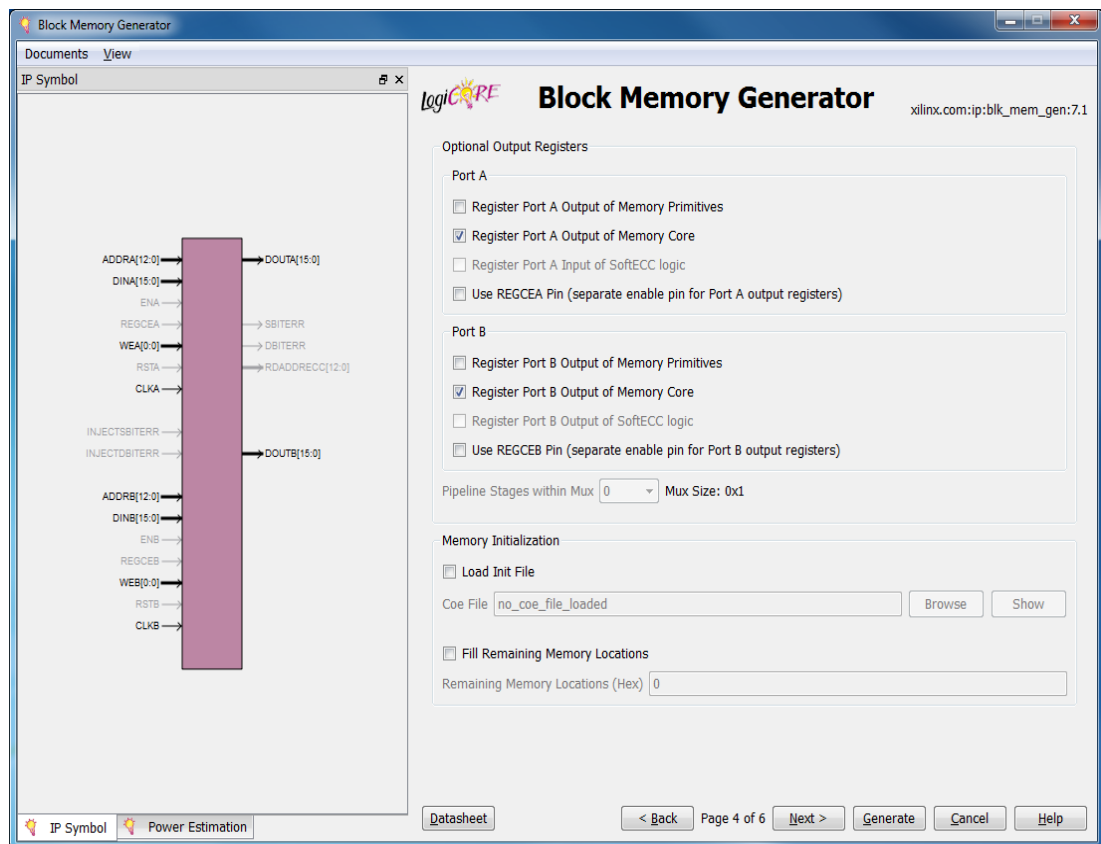 Block Memory Generator
Documents View
IP Symbol
ADDRA[12:0]
DINA[15:0]
ENA
REGCEA
WEA[0:0]
RSTA
CLKA
INJECTSBITERR
INJECTDBITERR
ADDRB[12:0]
DINB[15:0]
ENB
REGCEB
WEB[0:0]
RSTB
CLKB
DOUTA[15:0]
SBITERR
DBITERR
RDADDRECC[12:0]
DOUTB[15:0]
IP Symbol Power Estimation
LogiCORE Block Memory Generator xilinx.com:ip:blk_mem_gen:7.1
Optional Output Registers
Port A
Register Port A Output of Memory Primitives
Register Port A Output of Memory Core
Register Port A Input of SoftECC logic
Use REGCEA Pin (separate enable pin for Port A output registers)
Port B
Register Port B Output of Memory Primitives
Register Port B Output of Memory Core
Register Port B Output of SoftECC logic
Use REGCEB Pin (separate enable pin for Port B output registers)
Pipeline Stages within Mux 0 Mux Size: 0x1
Memory Initialization
Load Init File
Coe File no_coe_file_loaded Browse Show
Fill Remaining Memory Locations
Remaining Memory Locations (Hex) 0
Datasheet < Back Page 4 of 6 Next > Generate Cancel Help